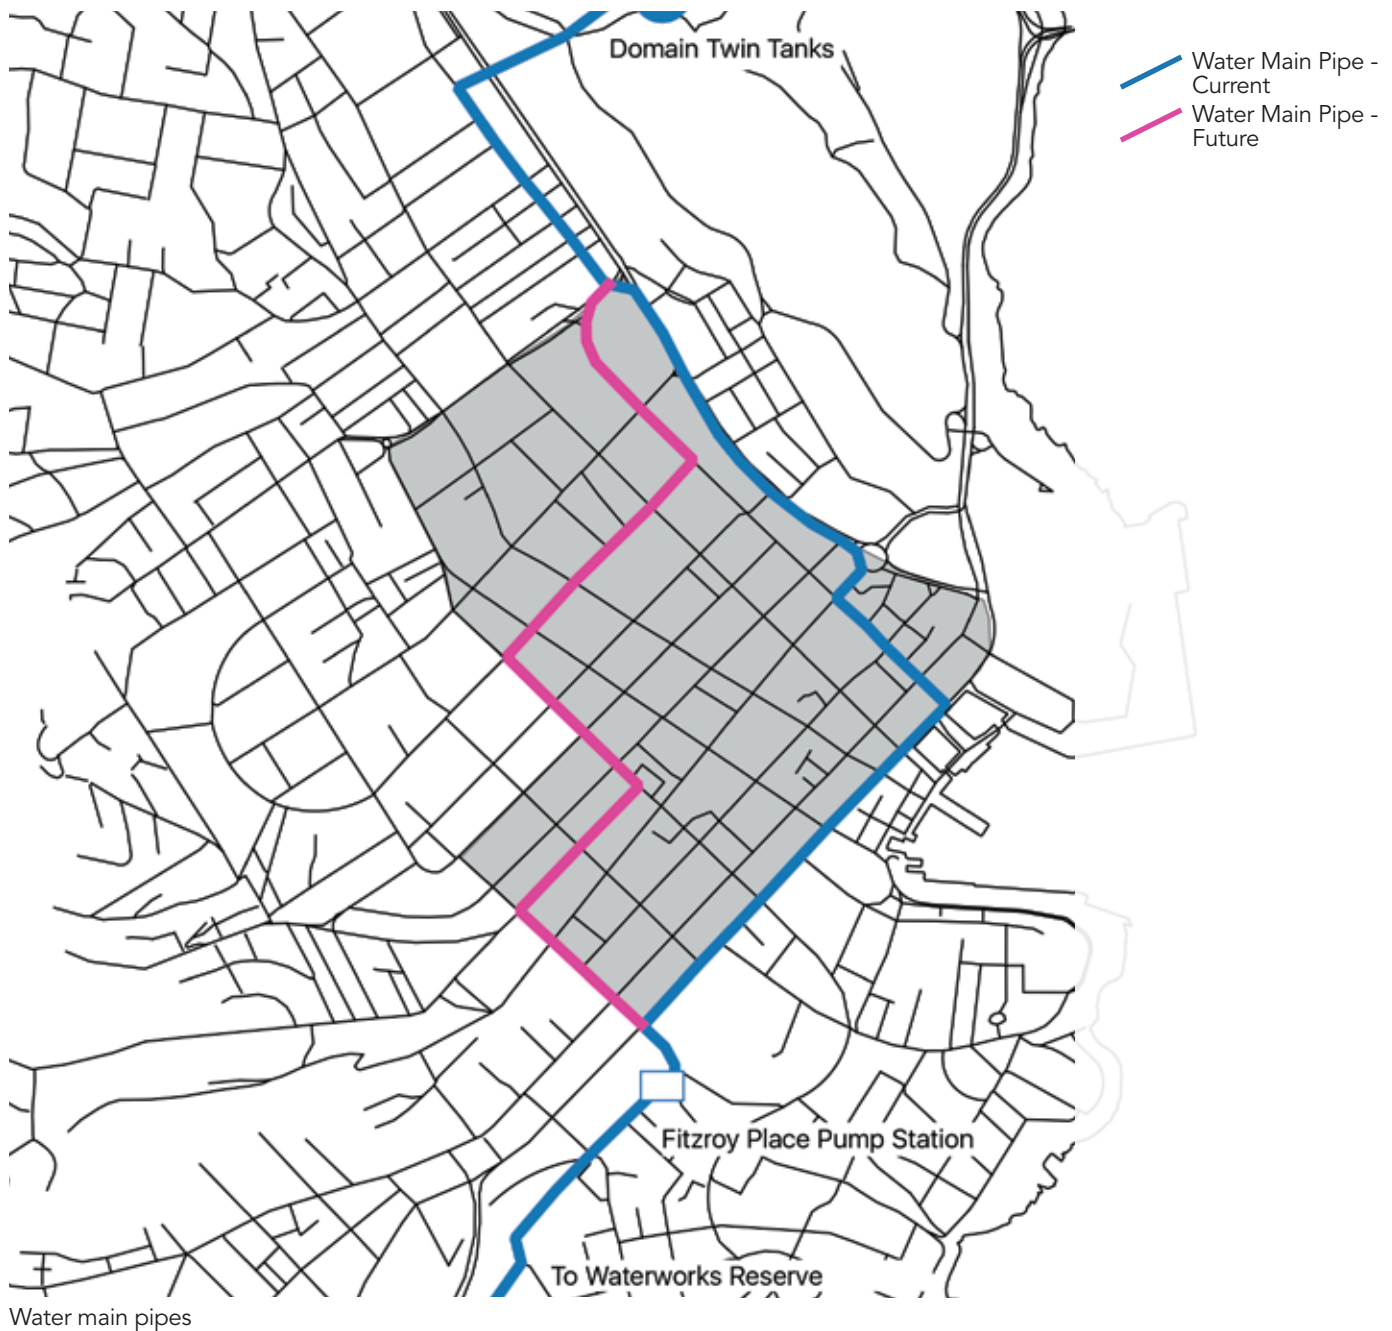 Domain Twin Tanks
Water Main Pipe -
Current
Water Main Pipe -
Future
Fitzroy Place Pump Station
To Waterworks Reserve
Water main pipes